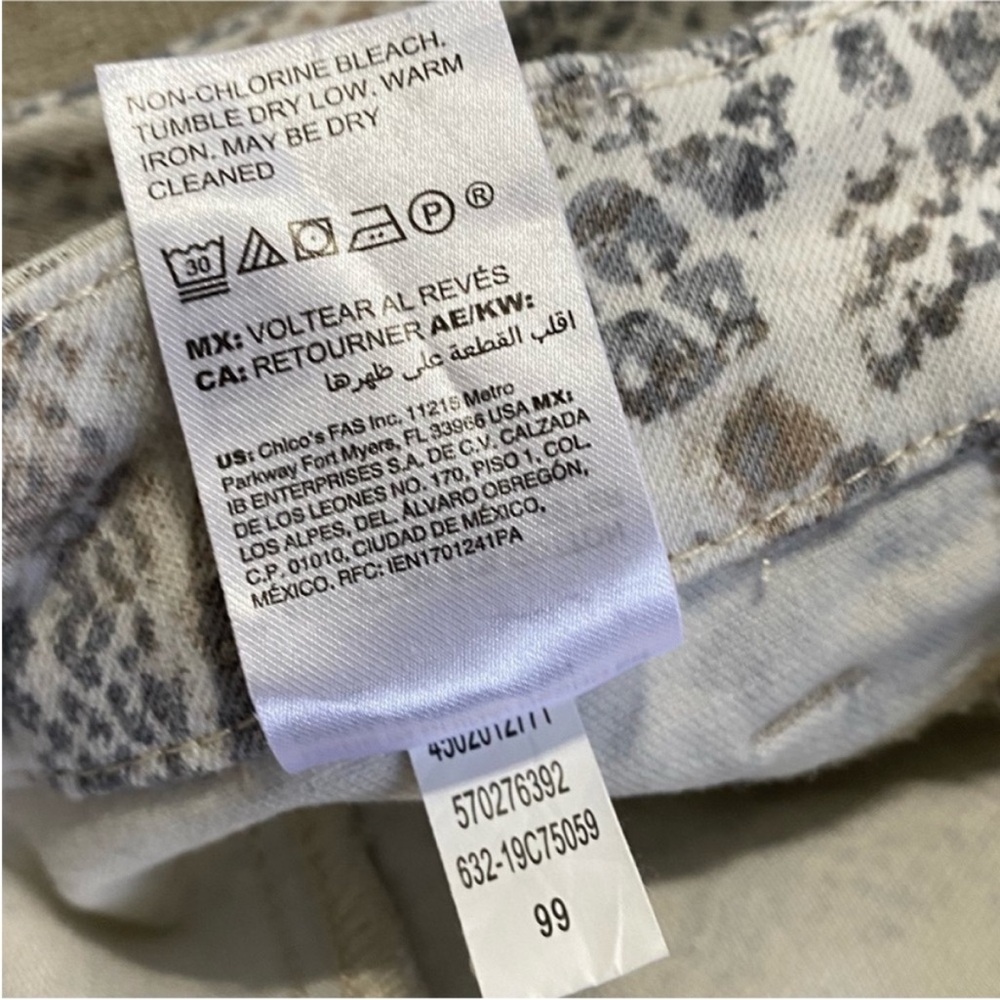 NON-CHLORINE BLEACH.
TUMBLE DRY LOW. WARM
IRON. MAY BE DRY
CLEANED
30 P ®
MX: VOLTEAR AL REVÉS
CA: RETOURNER AE/KW:
اقلب القطعة على ظهرها
US: Chico's FAS Inc. 11215 Metro
Parkway Fort Myers, FL 33966 USA MX:
IB ENTERPRISES S.A. DE C.V. CALZADA
DE LOS LEONES NO. 170, PISO 1, COL.
LOS ALPES, DEL. ÁLVARO OBREGÓN,
C.P. 01010, CIUDAD DE MÉXICO,
MÉXICO. RFC: IEN1701241PA
570276392
632-19C75059
99